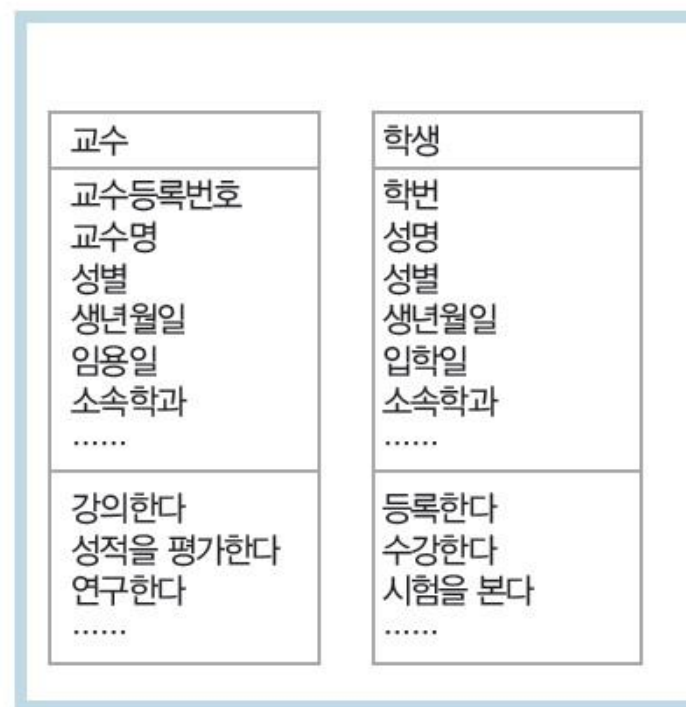 교수
교수등록번호
교수명
성별
생년월일
임용일
소속학과
……
강의한다
성적을 평가한다
연구한다
……
학생
학번
성명
성별
생년월일
입학일
소속학과
……
등록한다
수강한다
시험을 본다
……